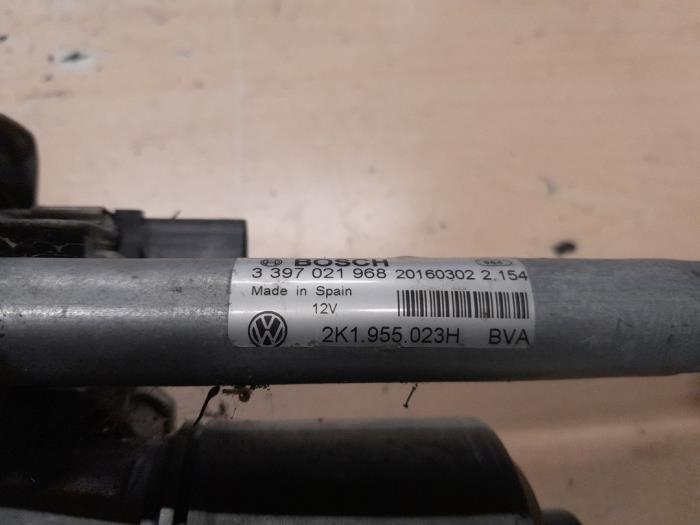 BOSCH
3 397 021 968 20160302 2.154
Made in Spain
12V
2K1.955.023H BVA